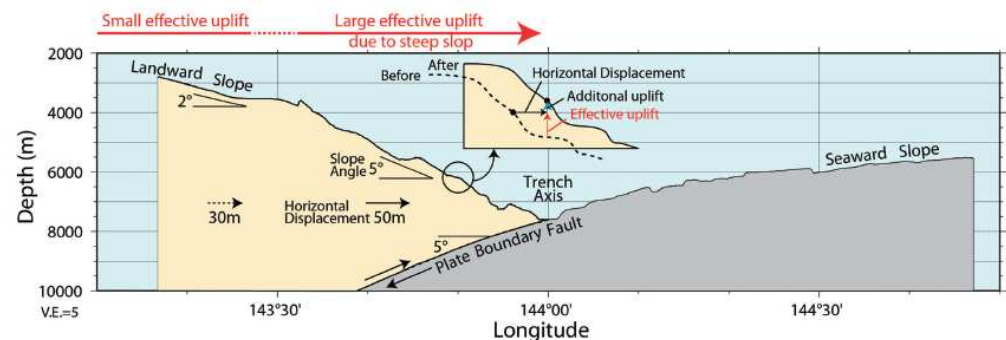 Small effective uplift
Large effective uplift
due to steep slop
2000
4000
6000
8000
10000
Depth (m)
V.E.=5
Landward Slope
2°
After
Before
Horizontal Displacement
Additonal uplift
Effective uplift
Slope
Angle
5°
Seaward Slope
Trench
Axis
30m
Horizontal
Displacement
50m
5°
Plate Boundary Fault
143°30'
144°00'
144°30'
Longitude